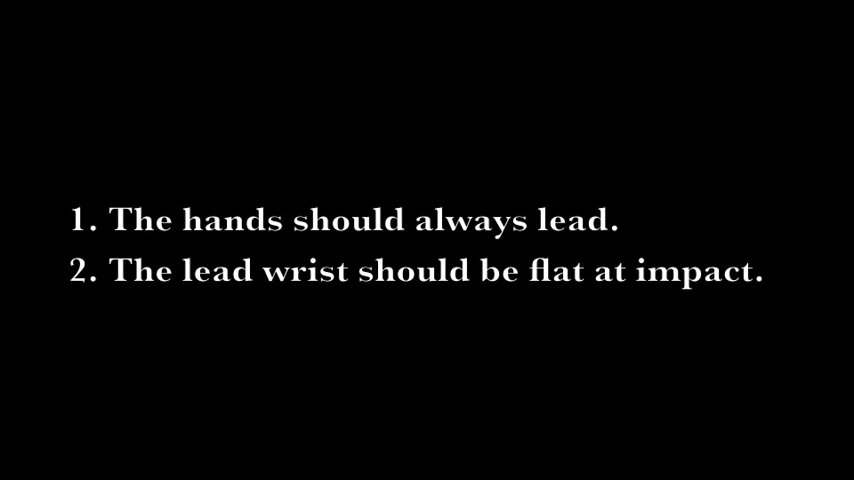 1. The hands should always lead.
2. The lead wrist should be flat at impact.